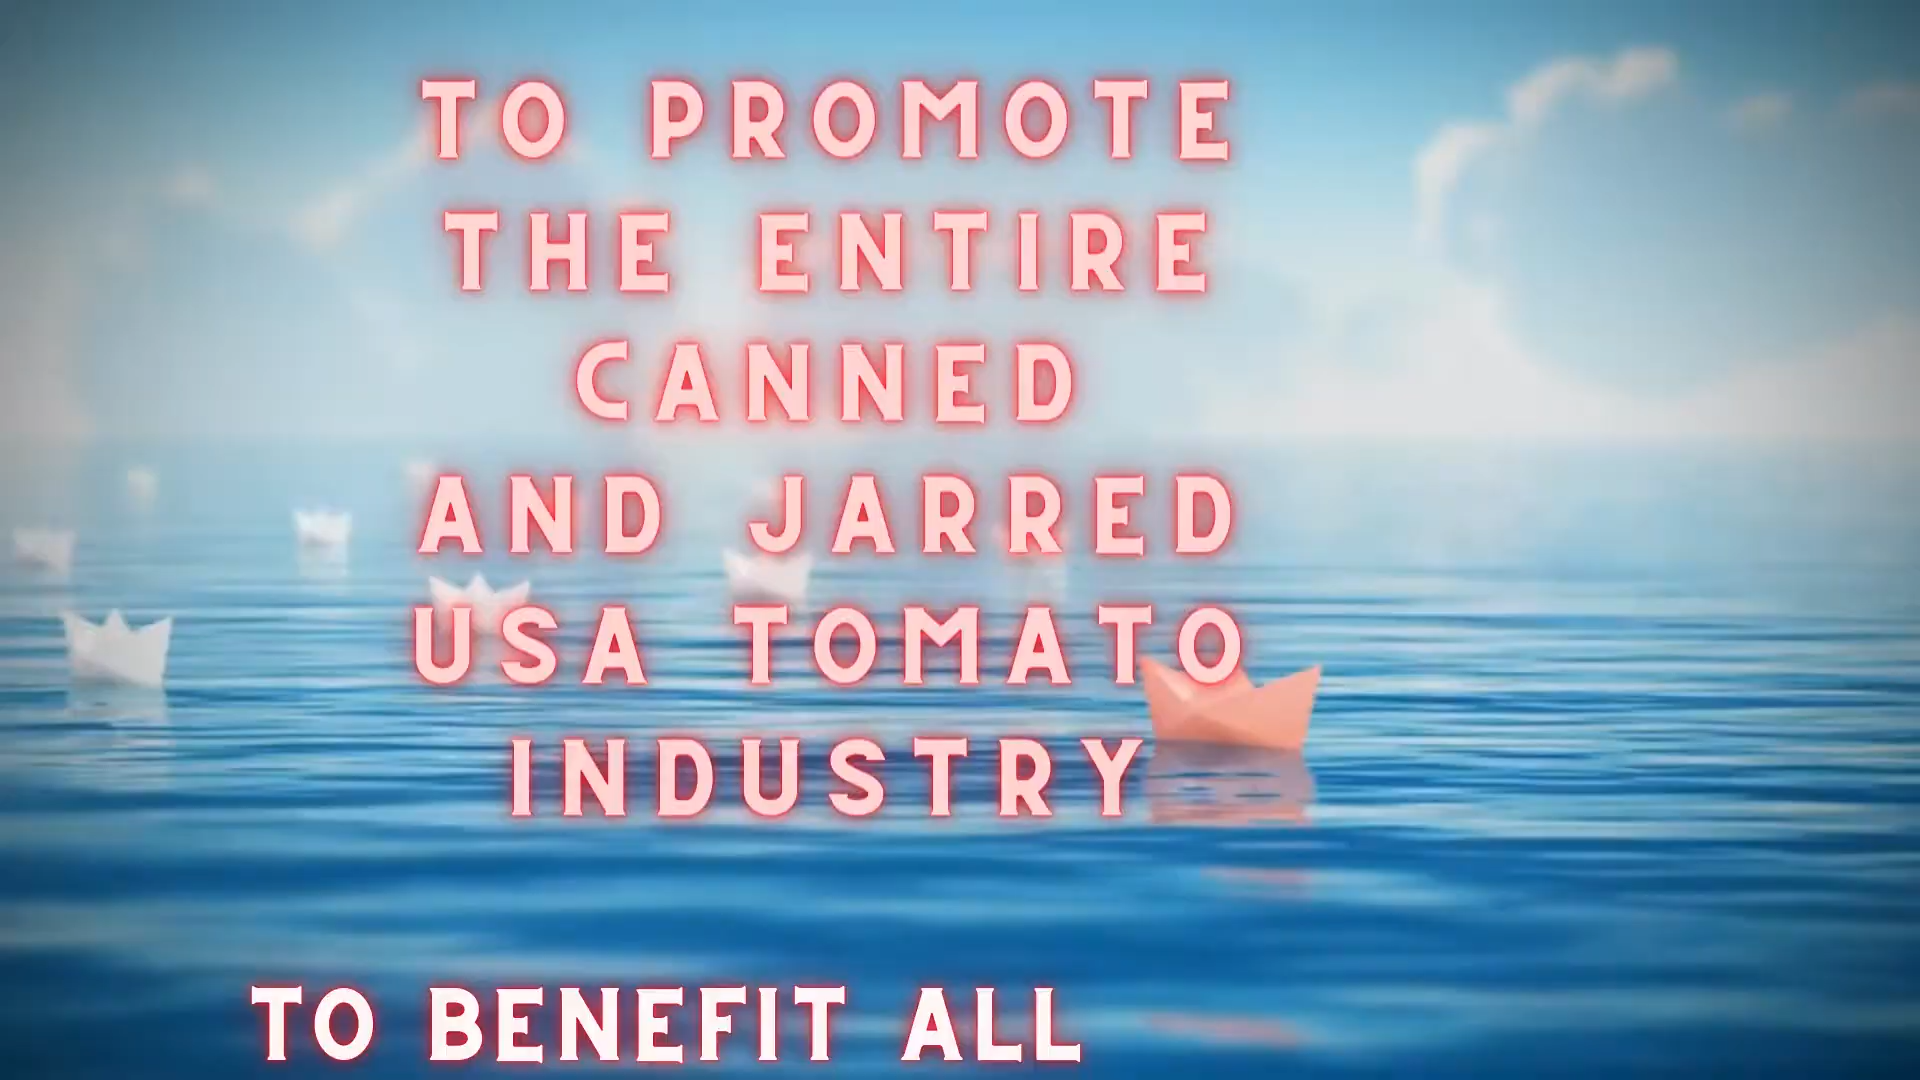 TO PROMOTE
THE ENTIRE
CANNED
AND JARRED
USA TOMATO
INDUSTRY
TO BENEFIT ALL